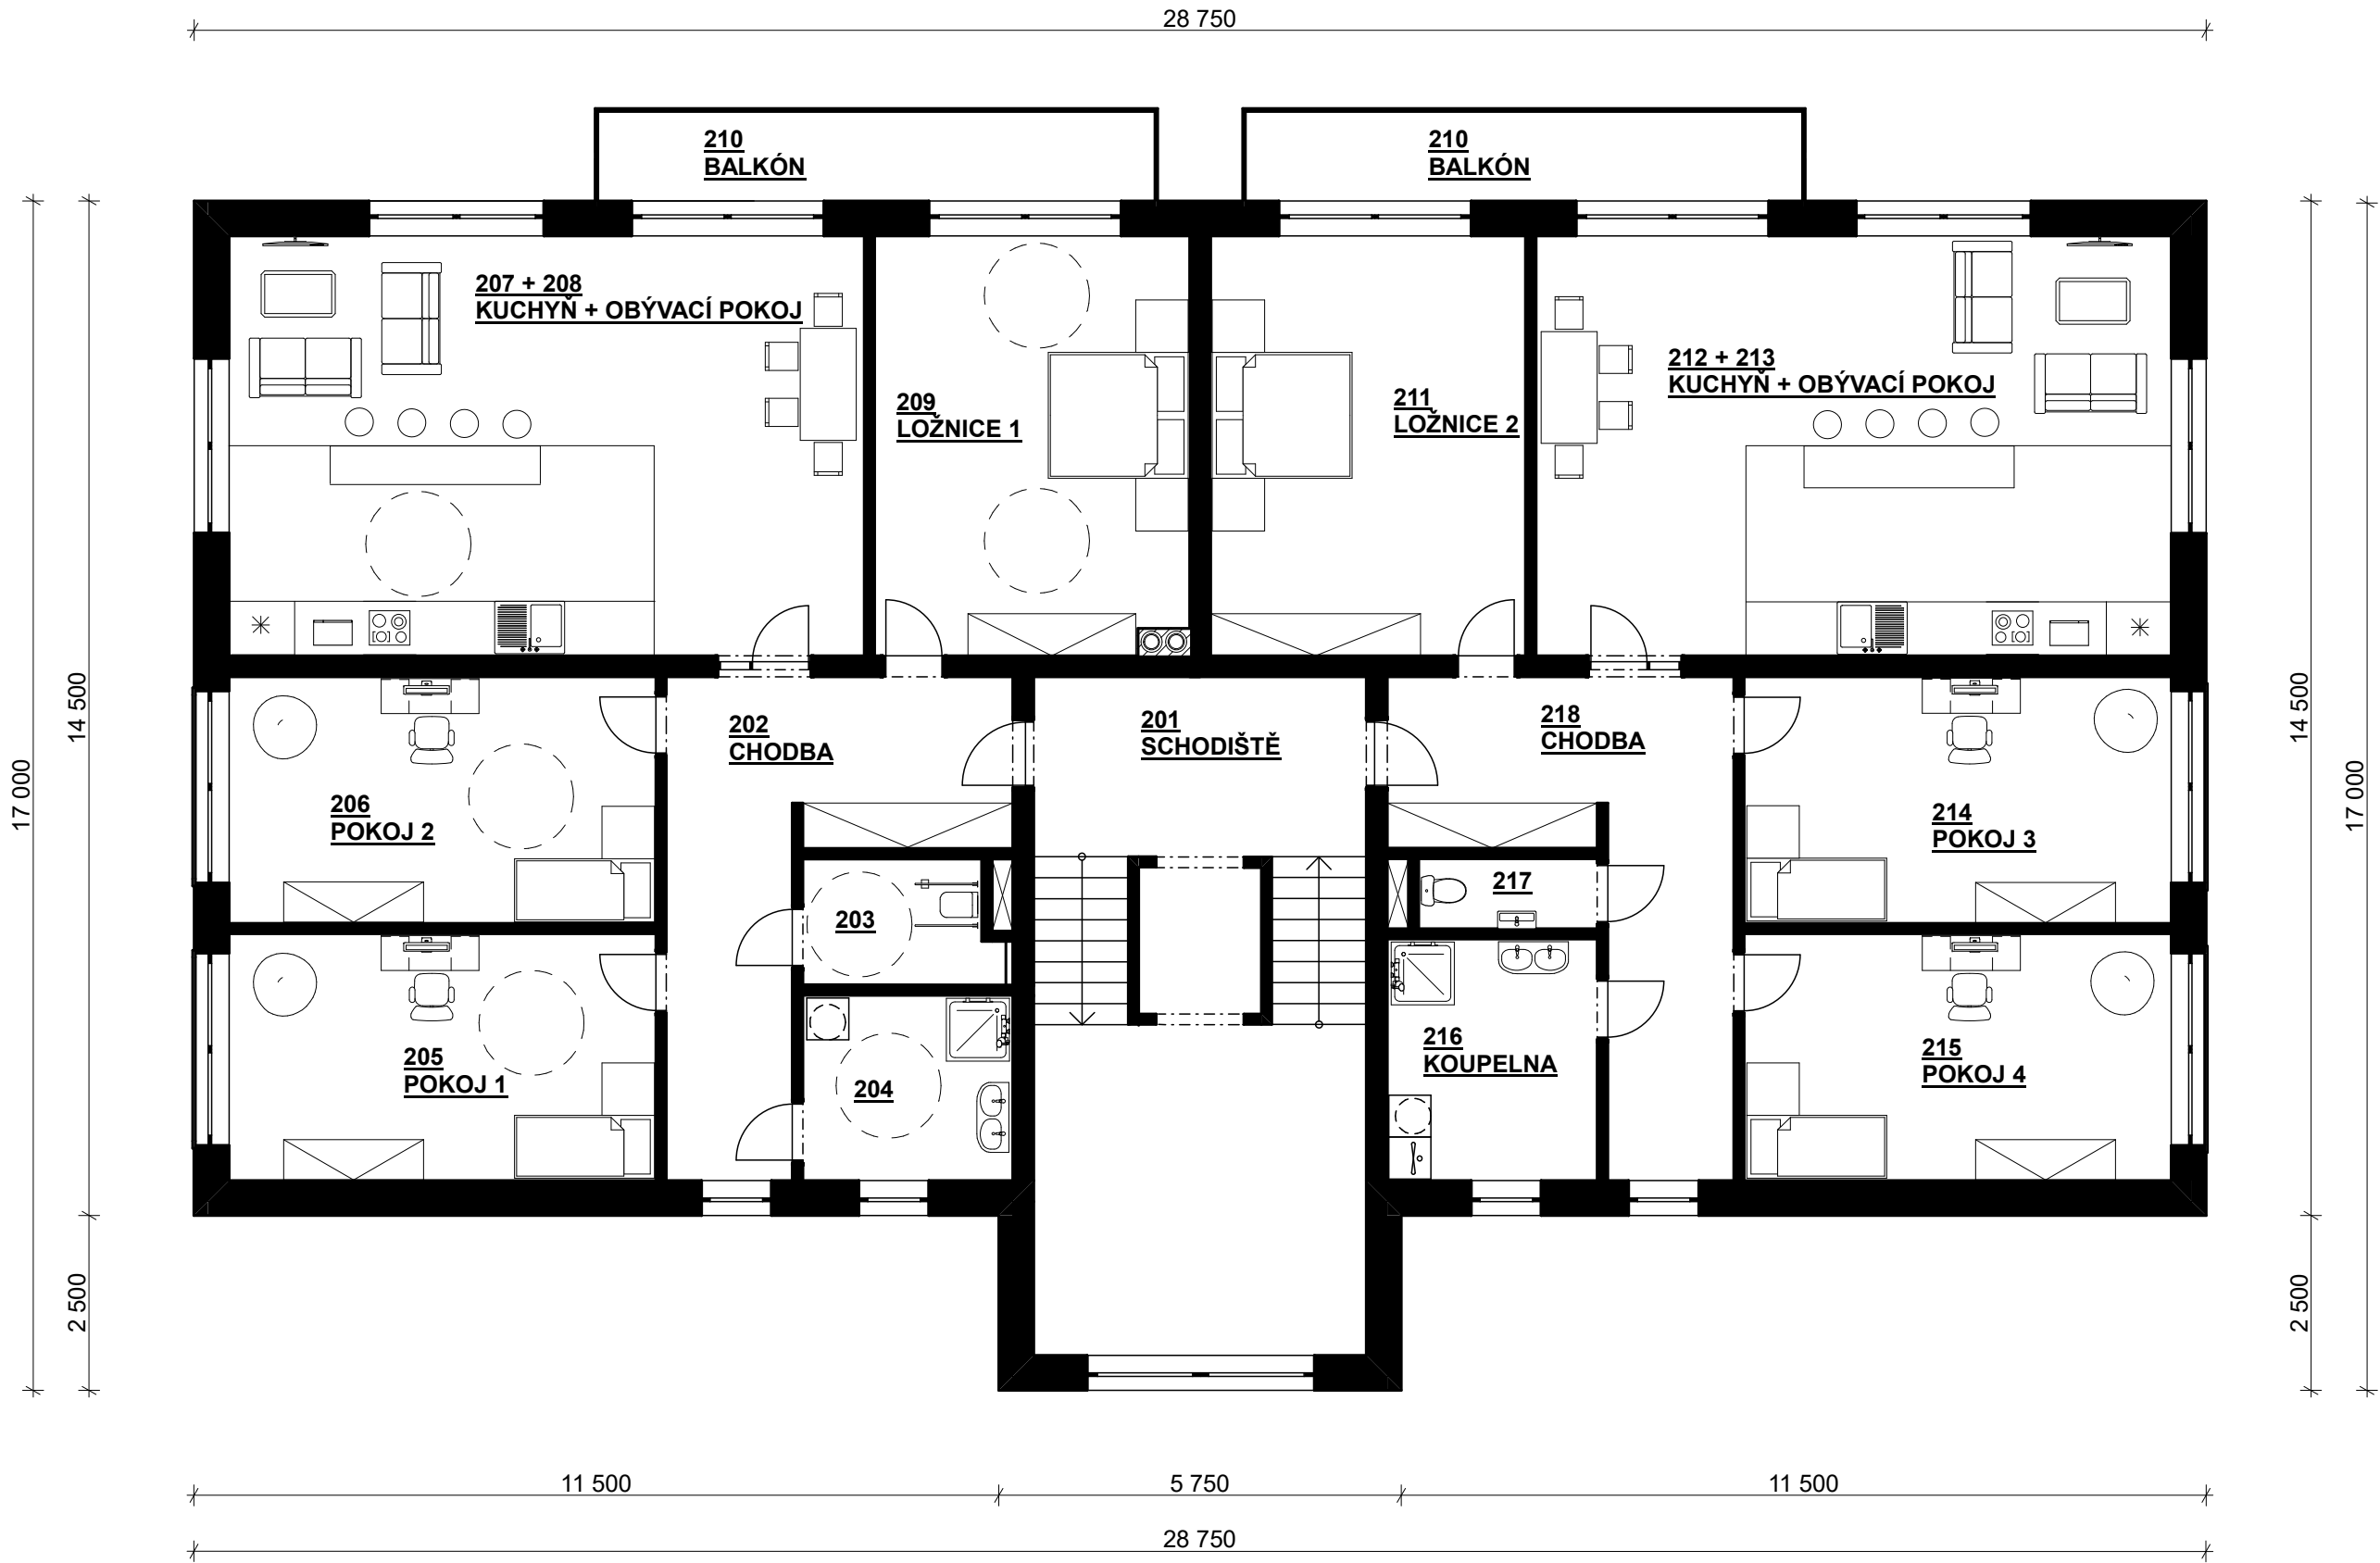 28 750
210
BALKÓN
210
BALKÓN
207 + 208
KUCHYŇ + OBÝVACÍ POKOJ
212 + 213
KUCHYŇ + OBÝVACÍ POKOJ
209
LOŽNICE 1
211
LOŽNICE 2
202
CHODBA
201
SCHODIŠTĚ
218
CHODBA
14 500
17 000
14 500
17 000
206
POKOJ 2
214
POKOJ 3
203
217
205
POKOJ 1
204
216
KOUPELNA
215
POKOJ 4
2 500
2 500
11 500
5 750
11 500
28 750